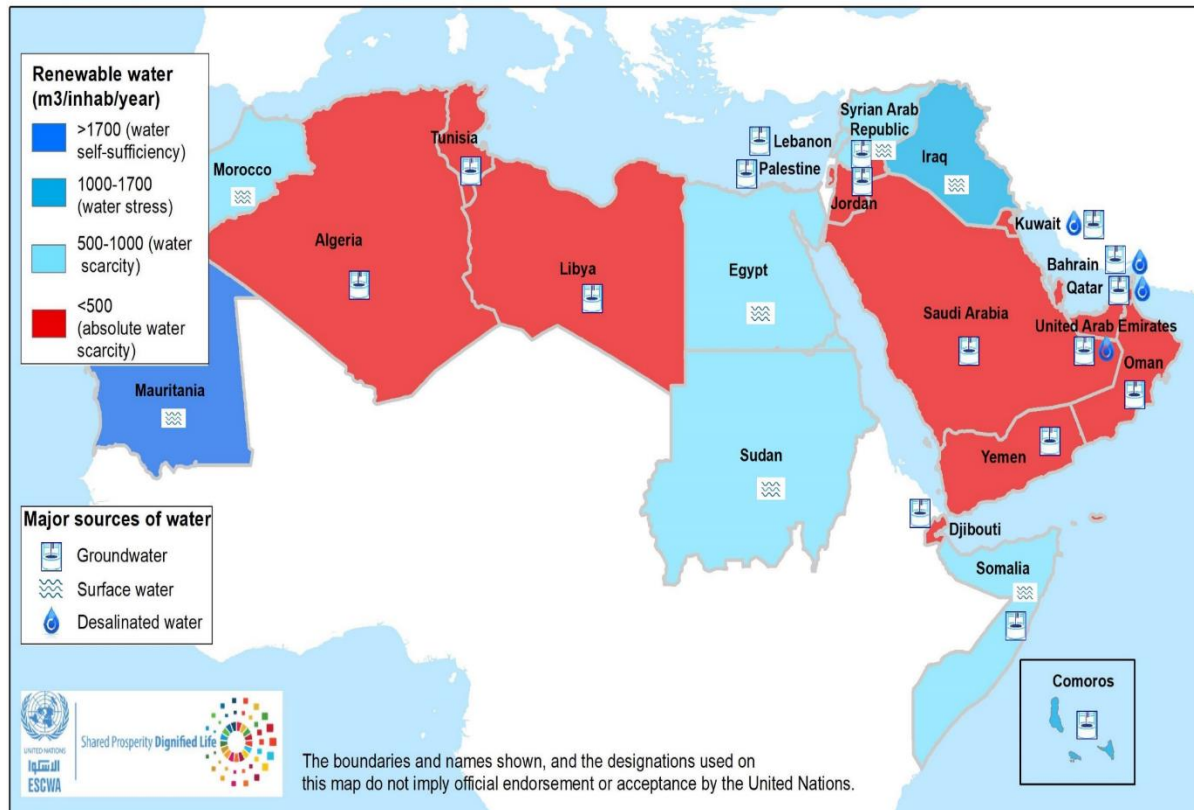 Renewable water
(m3/inhab/year)
>1700 (water
self-sufficiency)
1000-1700
(water stress)
500-1000 (water
scarcity)
<500
(absolute water
scarcity)
Morocco
Tunisia
Algeria
Libya
Mauritania
Egypt
Sudan
Lebanon
Palestine
Syrian Arab
Republic
Iraq
Jordan
Kuwait
Bahrain
Qatar
Saudi Arabia
United Arab Emirates
Oman
Yemen
Djibouti
Somalia
Comoros
Major sources of water
Groundwater
Surface water
Desalinated water
UNITED NATIONS
الاسكوا
ESCWA
Shared Prosperity Dignified Life
The boundaries and names shown, and the designations used on
this map do not imply official endorsement or acceptance by the United Nations.